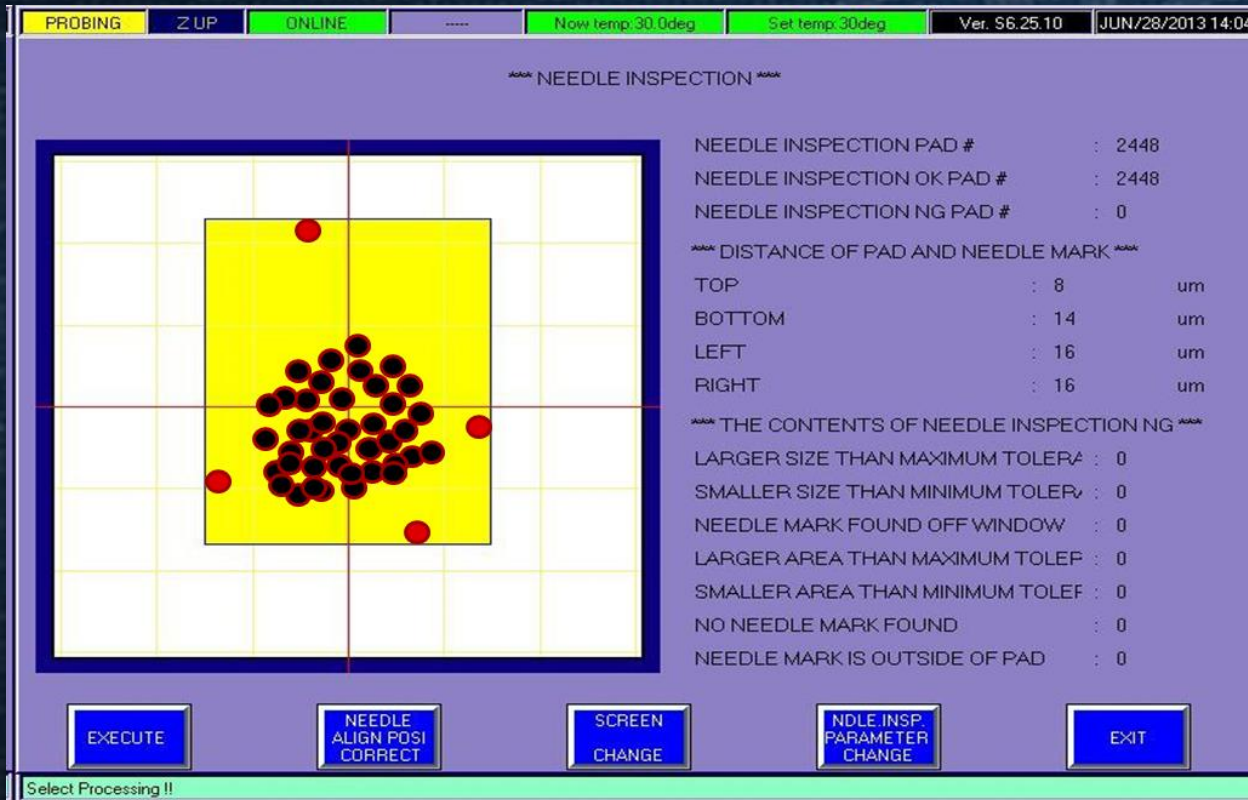 PROBING Z UP ONLINE ----- Now temp:30.0deg Set temp:30deg Ver. S6.25.10 JUN/28/2013 14:04
*** NEEDLE INSPECTION ***
NEEDLE INSPECTION PAD # : 2448
NEEDLE INSPECTION OK PAD # : 2448
NEEDLE INSPECTION NG PAD # : 0
*** DISTANCE OF PAD AND NEEDLE MARK ***
TOP : 8 um
BOTTOM : 14 um
LEFT : 16 um
RIGHT : 16 um
*** THE CONTENTS OF NEEDLE INSPECTION NG ***
LARGER SIZE THAN MAXIMUM TOLERA : 0
SMALLER SIZE THAN MINIMUM TOLERA : 0
NEEDLE MARK FOUND OFF WINDOW : 0
LARGER AREA THAN MAXIMUM TOLER : 0
SMALLER AREA THAN MINIMUM TOLER : 0
NO NEEDLE MARK FOUND : 0
NEEDLE MARK IS OUTSIDE OF PAD : 0
EXECUTE
NEEDLE
ALIGN POSI
CORRECT
SCREEN
CHANGE
NDLE.INSP.
PARAMETER
CHANGE
EXIT
Select Processing !!